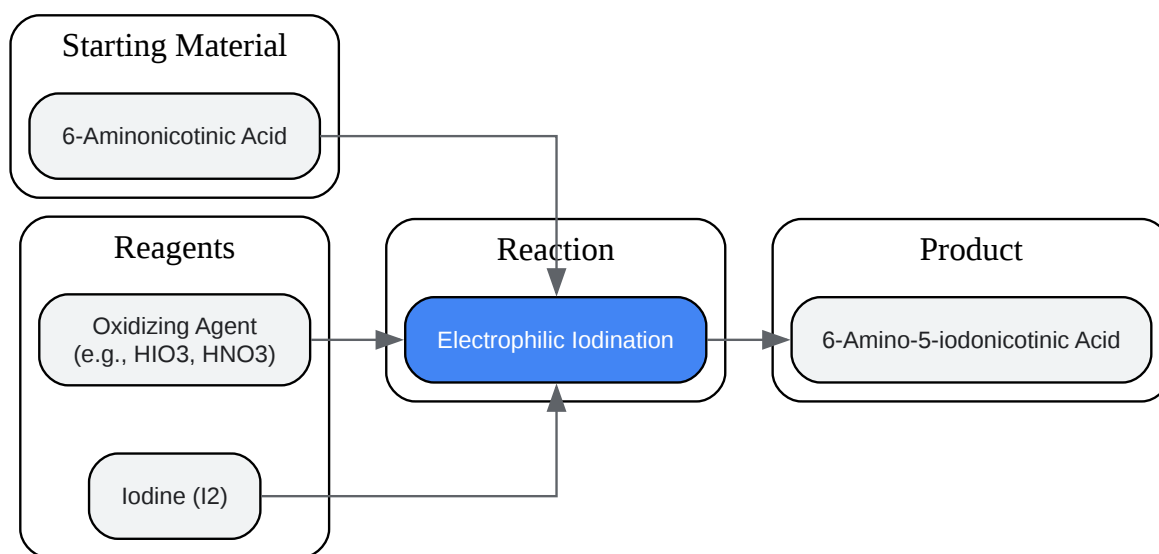 Starting Material
6-Aminonicotinic Acid
Reagents
Oxidizing Agent
(e.g., HIO3, HNO3)
Iodine (I2)
Reaction
Electrophilic Iodination
Product
6-Amino-5-iodonicotinic Acid